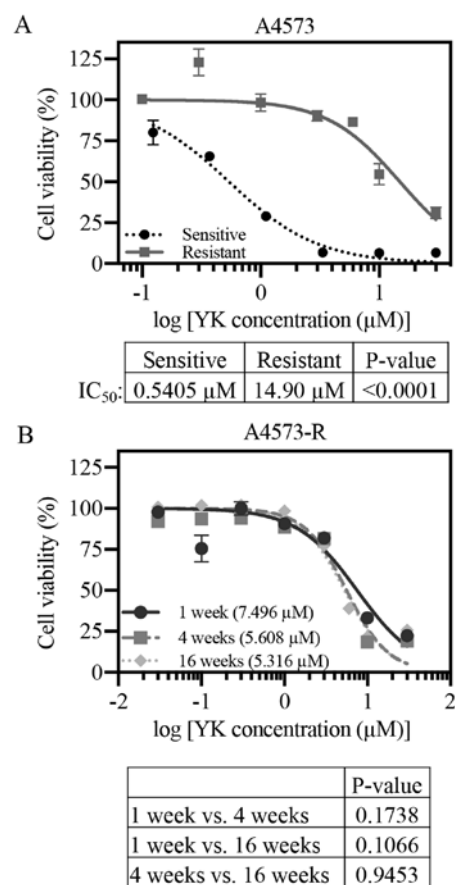 A
A4573
Cell viability (%)
125
100
75
50
25
0
Sensitive
Resistant
-1 0 1
log [YK concentration (µM)]
Sensitive Resistant P-value
IC50: 0.5405 µM 14.90 µM <0.0001
B
A4573-R
Cell viability (%)
125
100
75
50
25
0
1 week (7.496 µM)
4 weeks (5.608 µM)
16 weeks (5.316 µM)
-2 -1 0 1 2
log [YK concentration (µM)]
P-value
1 week vs. 4 weeks 0.1738
1 week vs. 16 weeks 0.1066
4 weeks vs. 16 weeks 0.9453